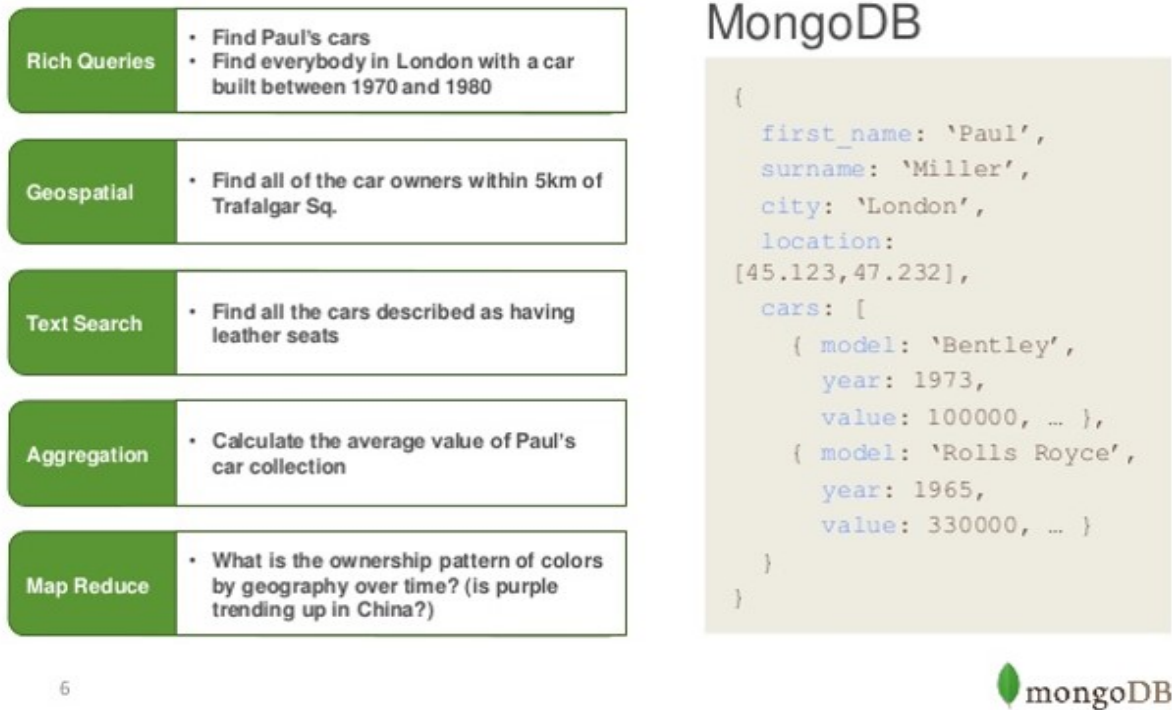 Rich Queries
• Find Paul's cars
• Find everybody in London with a car
built between 1970 and 1980
Geospatial
• Find all of the car owners within 5km of
Trafalgar Sq.
Text Search
• Find all the cars described as having
leather seats
Aggregation
• Calculate the average value of Paul's
car collection
Map Reduce
• What is the ownership pattern of colors
by geography over time? (is purple
trending up in China?)
MongoDB
{
first_name: ‘Paul’,
surname: ‘Miller’,
city: ‘London’,
location:
[45.123,47.232],
cars: [
{ model: ‘Bentley’,
year: 1973,
value: 100000, … },
{ model: ‘Rolls Royce’,
year: 1965,
value: 330000, … }
}
}
6
mongoDB